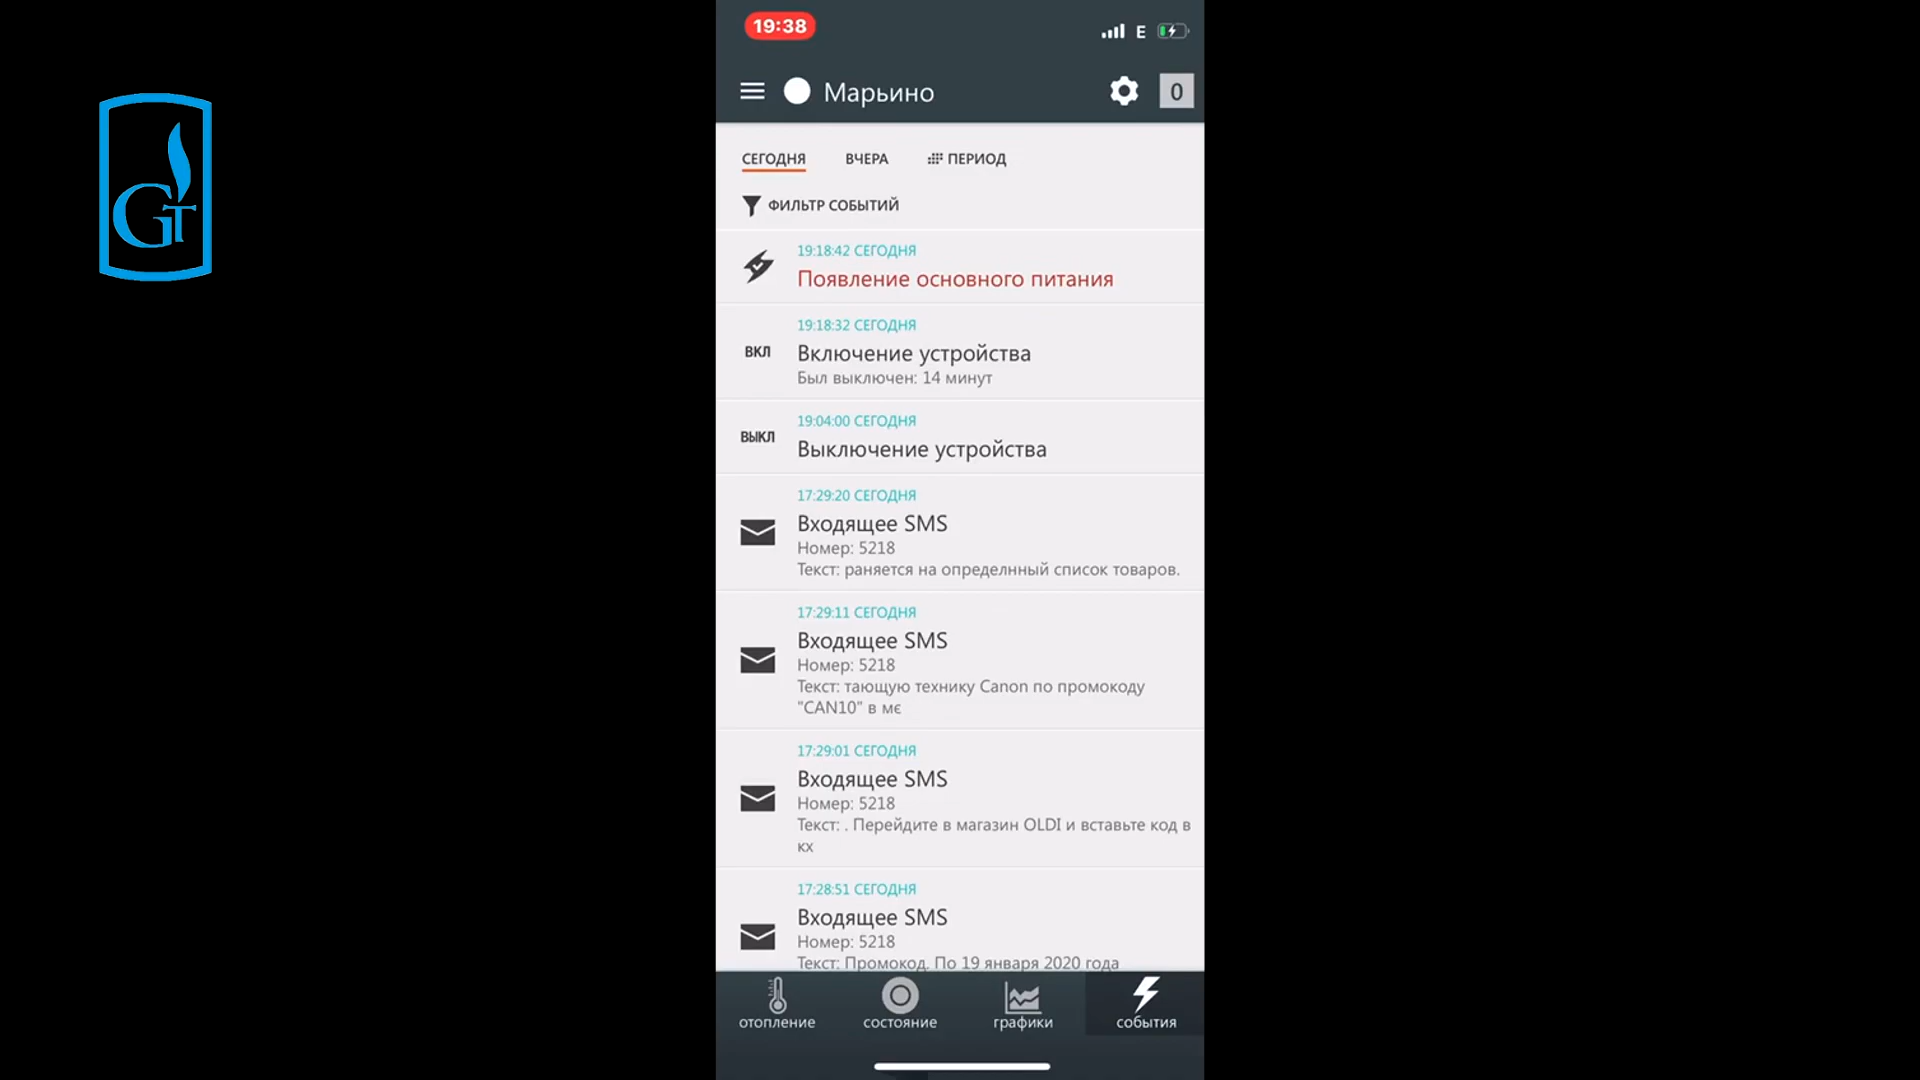 GT
19:38
E
Марьино
0
СЕГОДНЯ ВЧЕРА ПЕРИОД
ФИЛЬТР СОБЫТИЙ
19:18:42 СЕГОДНЯ
Появление основного питания
19:18:32 СЕГОДНЯ
ВКЛ
Включение устройства
Был выключен: 14 минут
19:04:00 СЕГОДНЯ
ВЫКЛ
Выключение устройства
17:29:20 СЕГОДНЯ
Входящее SMS
Номер: 5218
Текст: раняется на определнный список товаров.
17:29:11 СЕГОДНЯ
Входящее SMS
Номер: 5218
Текст: тающую технику Canon по промокоду
"CAN10" в мє
17:29:01 СЕГОДНЯ
Входящее SMS
Номер: 5218
Текст: . Перейдите в магазин OLDI и вставьте код в
кх
17:28:51 СЕГОДНЯ
Входящее SMS
Номер: 5218
Текст: Промокод. По 19 января 2020 года
отопление состояние графики события